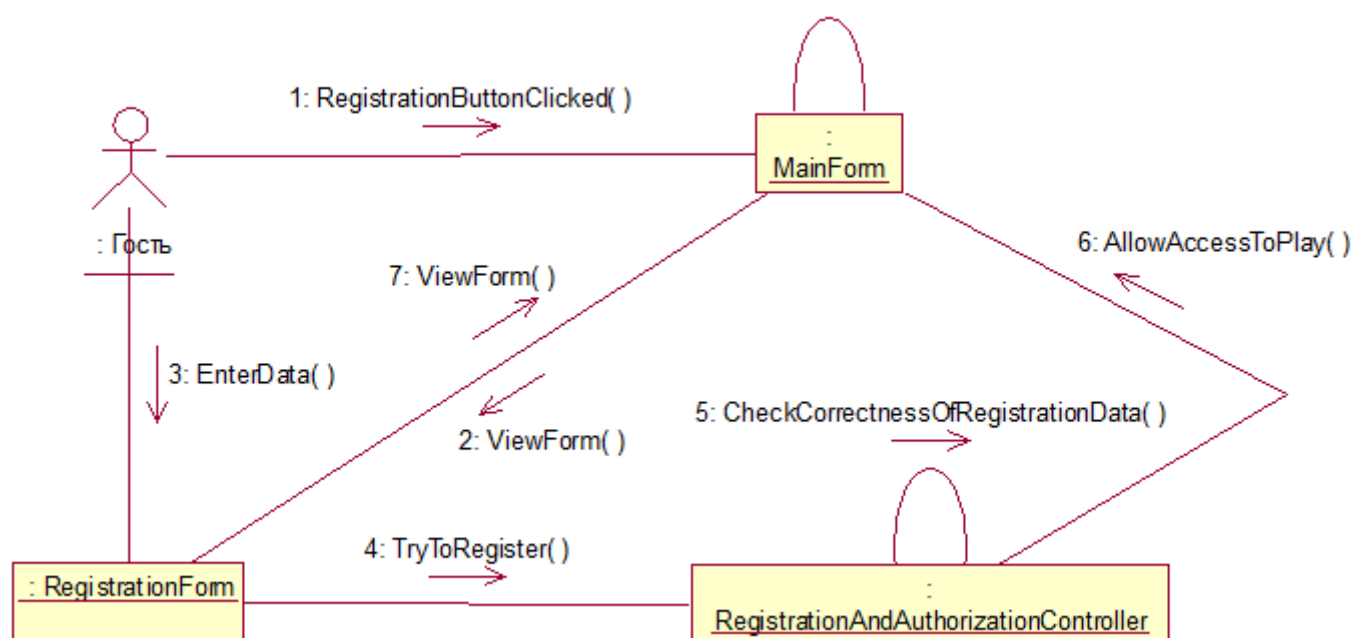 1: RegistrationButtonClicked( )
:
MainForm
: Гость
6: AllowAccessToPlay( )
7: ViewForm( )
3: EnterData( )
2: ViewForm( )
5: CheckCorrectnessOfRegistrationData( )
4: TryToRegister( )
: RegistrationForm
:
RegistrationAndAuthorizationController